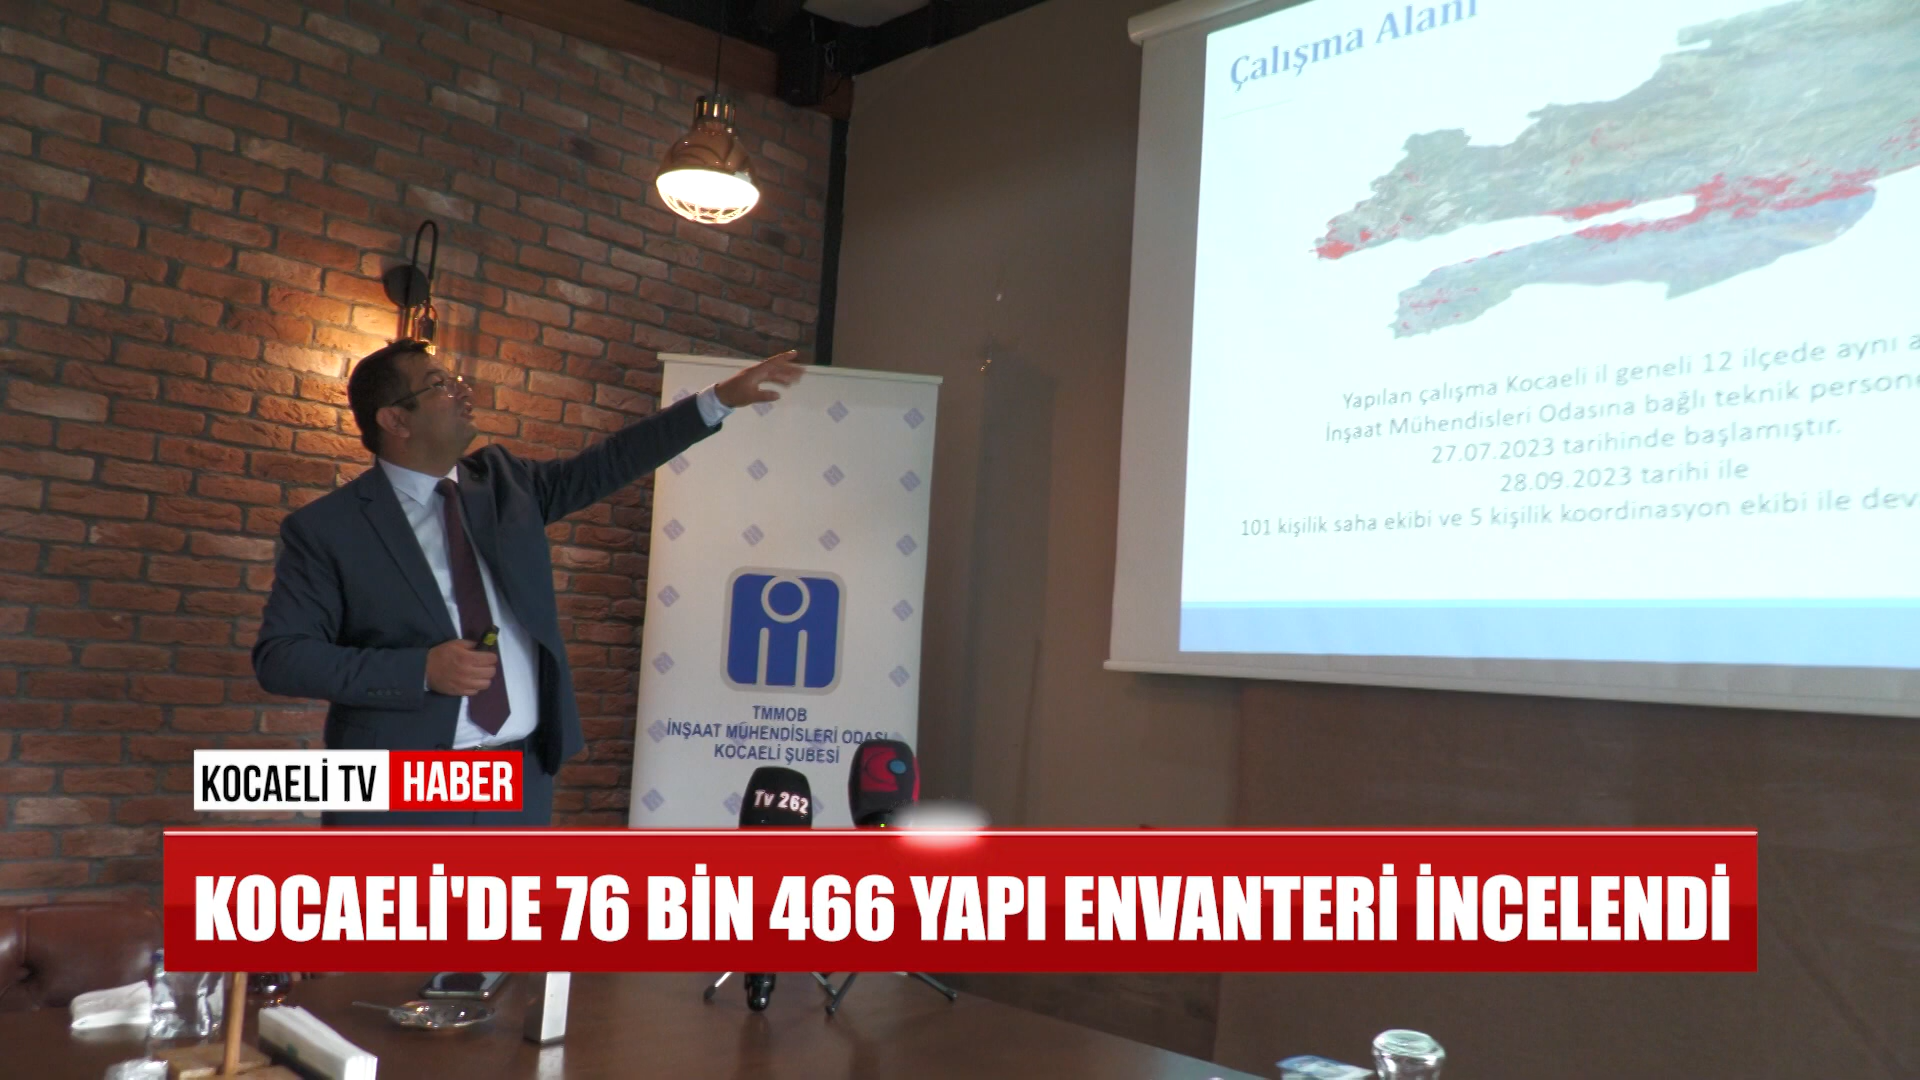 Çalışma Alanı
Yapılan çalışma Kocaeli il geneli 12 ilçede aynı
İnşaat Mühendisleri Odasına bağlı teknik
27.07.2023 tarihinde başlamıştır.
28.09.2023 tarihi ile
101 kişilik saha ekibi ve 5 kişilik koordinasyon ekibi ile
TMMOB
İNŞAAT MÜHENDİSLERİ ODASI
KOCAELİ ŞUBESİ
Tv 262
KOCAELİ TV HABER
KOCAELİ'DE 76 BİN 466 YAPI ENVANTERİ İNCELENDİ